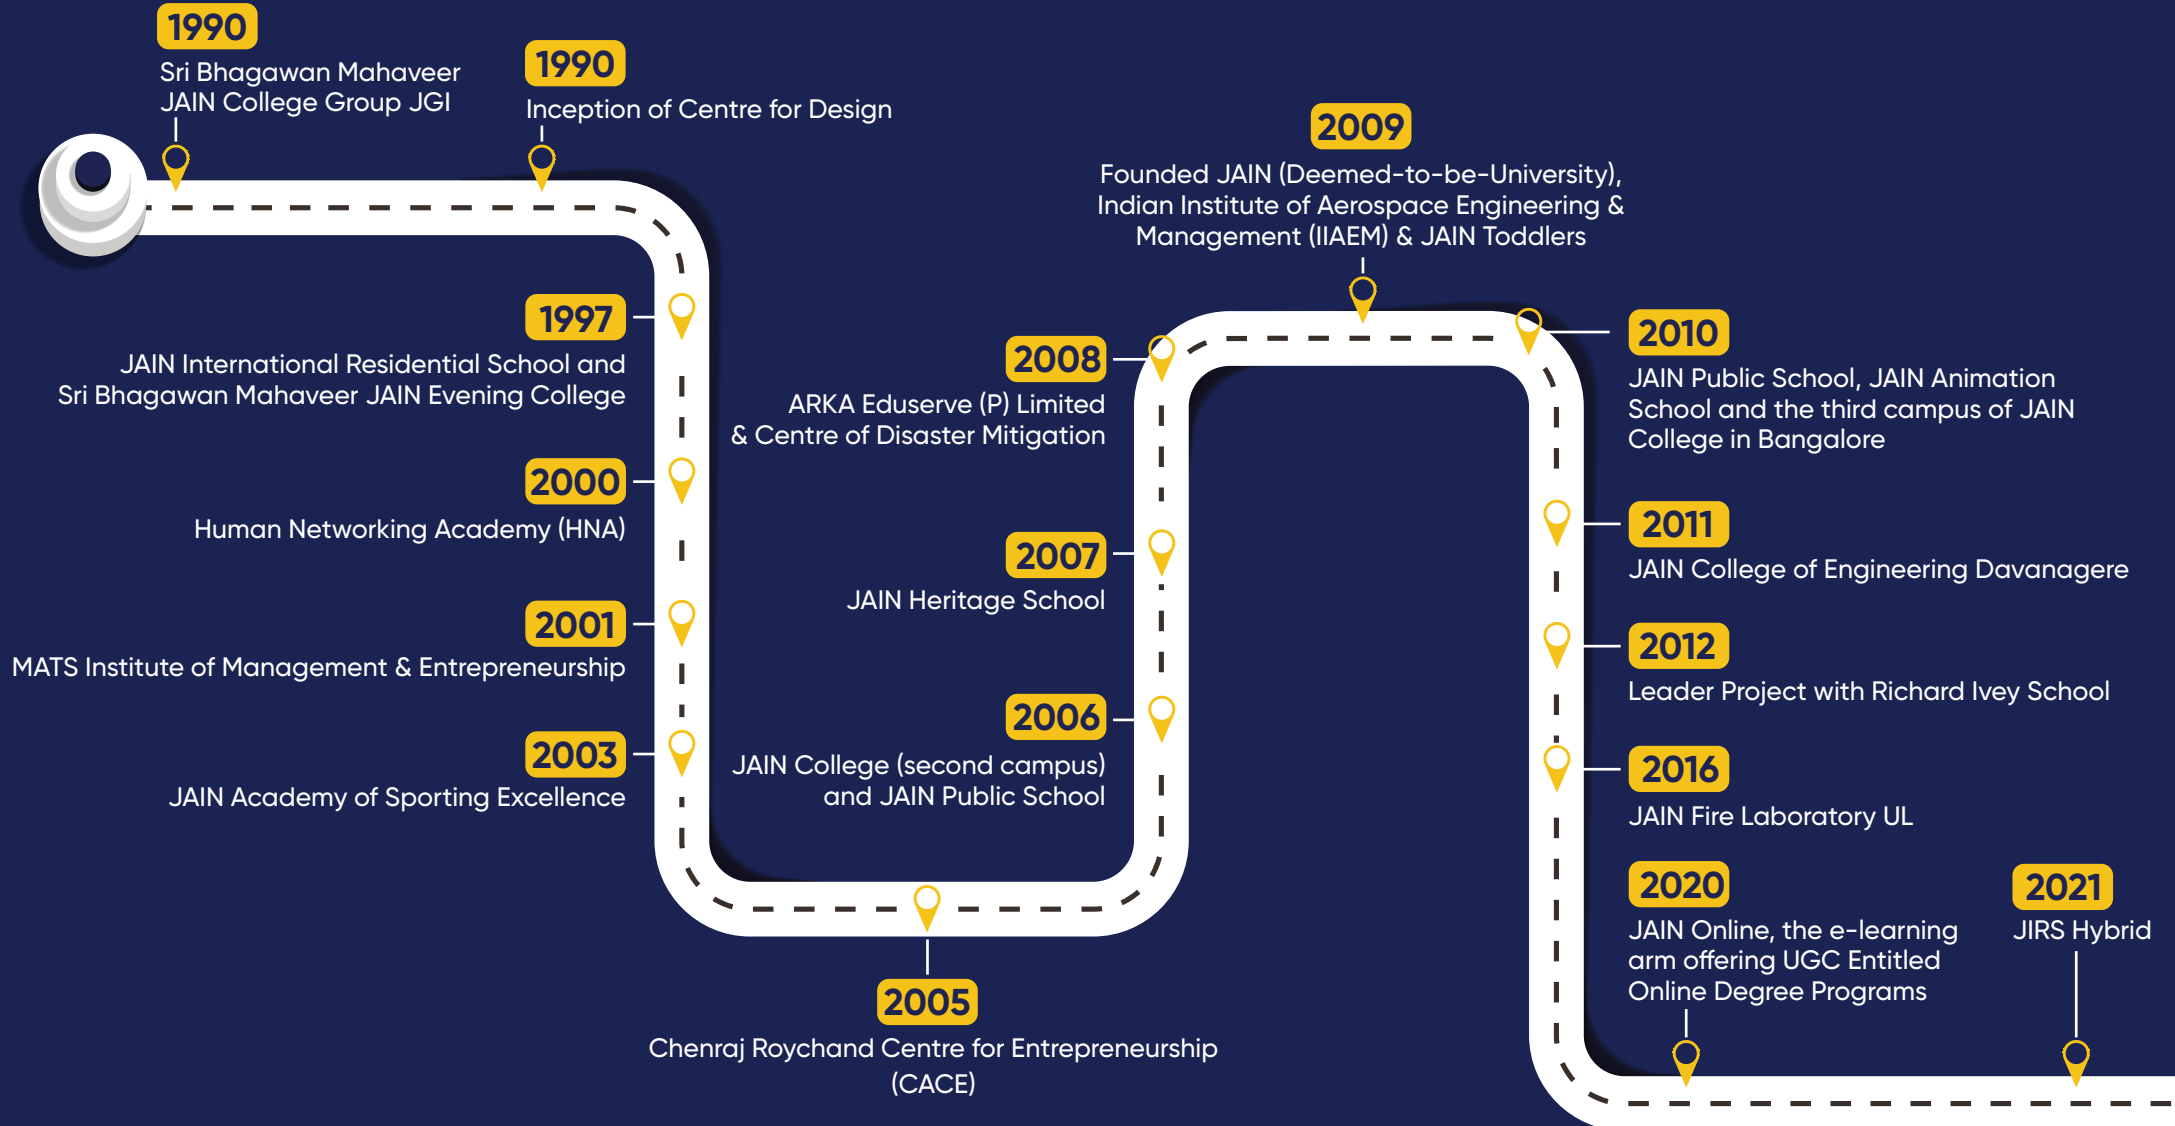 1990
Sri Bhagawan Mahaveer
JAIN College Group JGI
1990
Inception of Centre for Design
1997
JAIN International Residential School and
Sri Bhagawan Mahaveer JAIN Evening College
2000
Human Networking Academy (HNA)
2001
MATS Institute of Management & Entrepreneurship
2003
JAIN Academy of Sporting Excellence
2005
Chenraj Roychand Centre for Entrepreneurship
(CACE)
2006
JAIN College (second campus)
and JAIN Public School
2007
JAIN Heritage School
2008
ARKA Eduserve (P) Limited
& Centre of Disaster Mitigation
2009
Founded JAIN (Deemed-to-be-University),
Indian Institute of Aerospace Engineering &
Management (IIAEM) & JAIN Toddlers
2010
JAIN Public School, JAIN Animation
School and the third campus of JAIN
College in Bangalore
2011
JAIN College of Engineering Davanagere
2012
Leader Project with Richard Ivey School
2016
JAIN Fire Laboratory UL
2020
JAIN Online, the e-learning
arm offering UGC Entitled
Online Degree Programs
2021
JIRS Hybrid